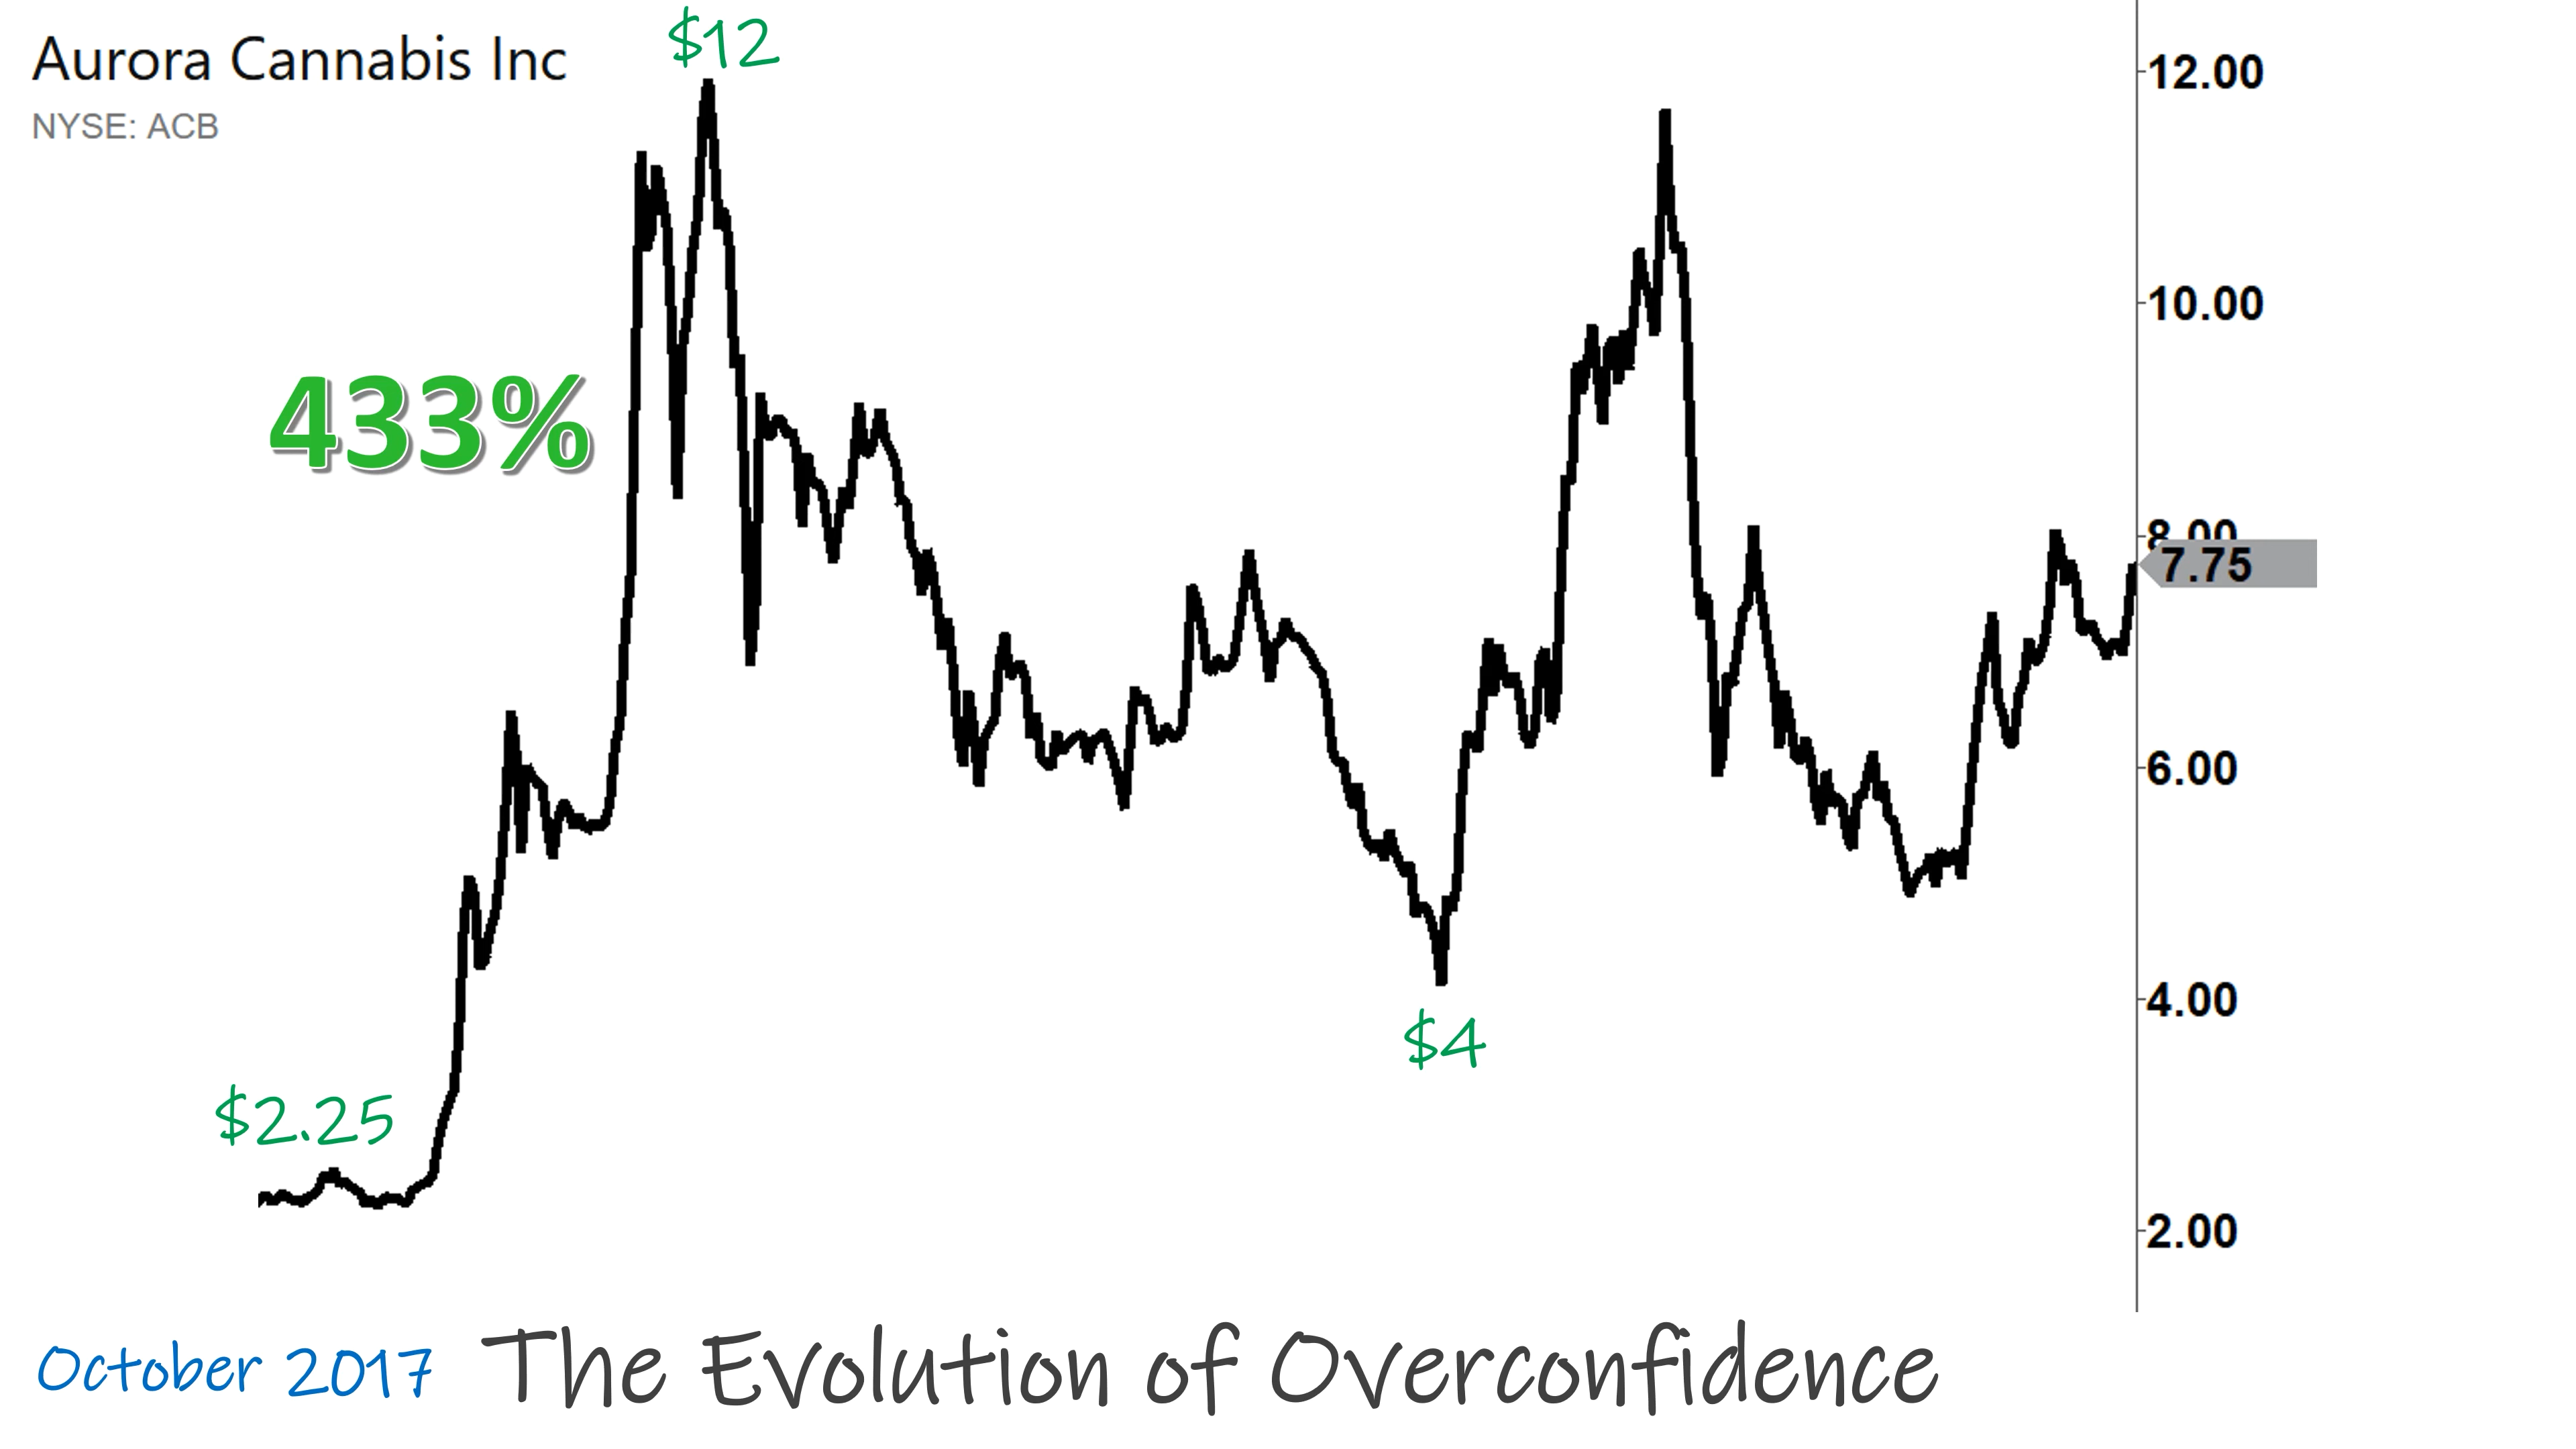 Aurora Cannabis Inc
NYSE: ACB
$12
12.00
10.00
433%
8.00
7.75
6.00
4.00
$4
$2.25
2.00
October 2017
The Evolution of Overconfidence